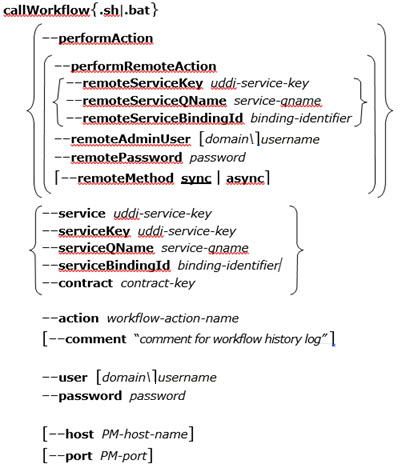 callWorkflow{.sh|.bat}
--performAction
--performRemoteAction
--remoteServiceKey uddi-service-key
--remoteServiceQName service-qname
--remoteServiceBindingId binding-identifier
--remoteAdminUser [domain\]username
--remotePassword password
[--remoteMethod sync | async]
--service uddi-service-key
--serviceKey uddi-service-key
--serviceQName service-qname
--serviceBindingId binding-identifier
--contract contract-key
--action workflow-action-name
[--comment “comment for workflow history log”]
--user [domain\]username
--password password
[--host PM-host-name]
[--port PM-port]